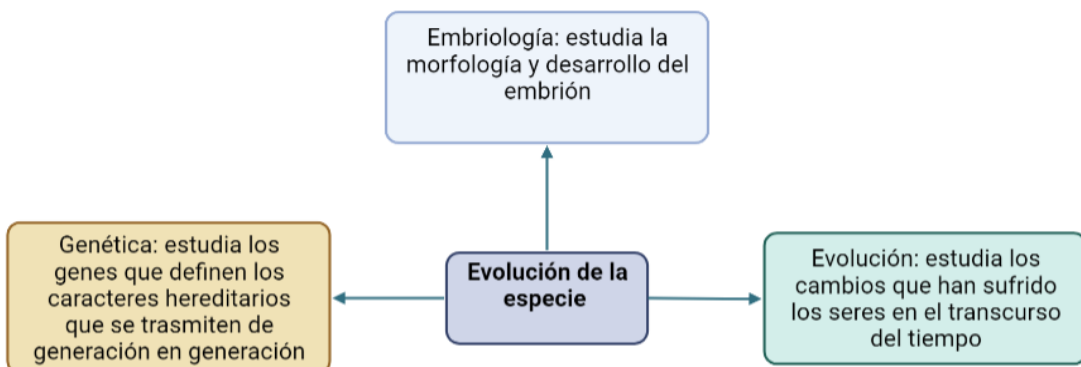 Embriología: estudia la
morfología y desarrollo del
embrión
Genética: estudia los
genes que definen los
caracteres hereditarios
que se trasmiten de
generación en generación
Evolución de la
especie
Evolución: estudia los
cambios que han sufrido
los seres en el transcurso
del tiempo